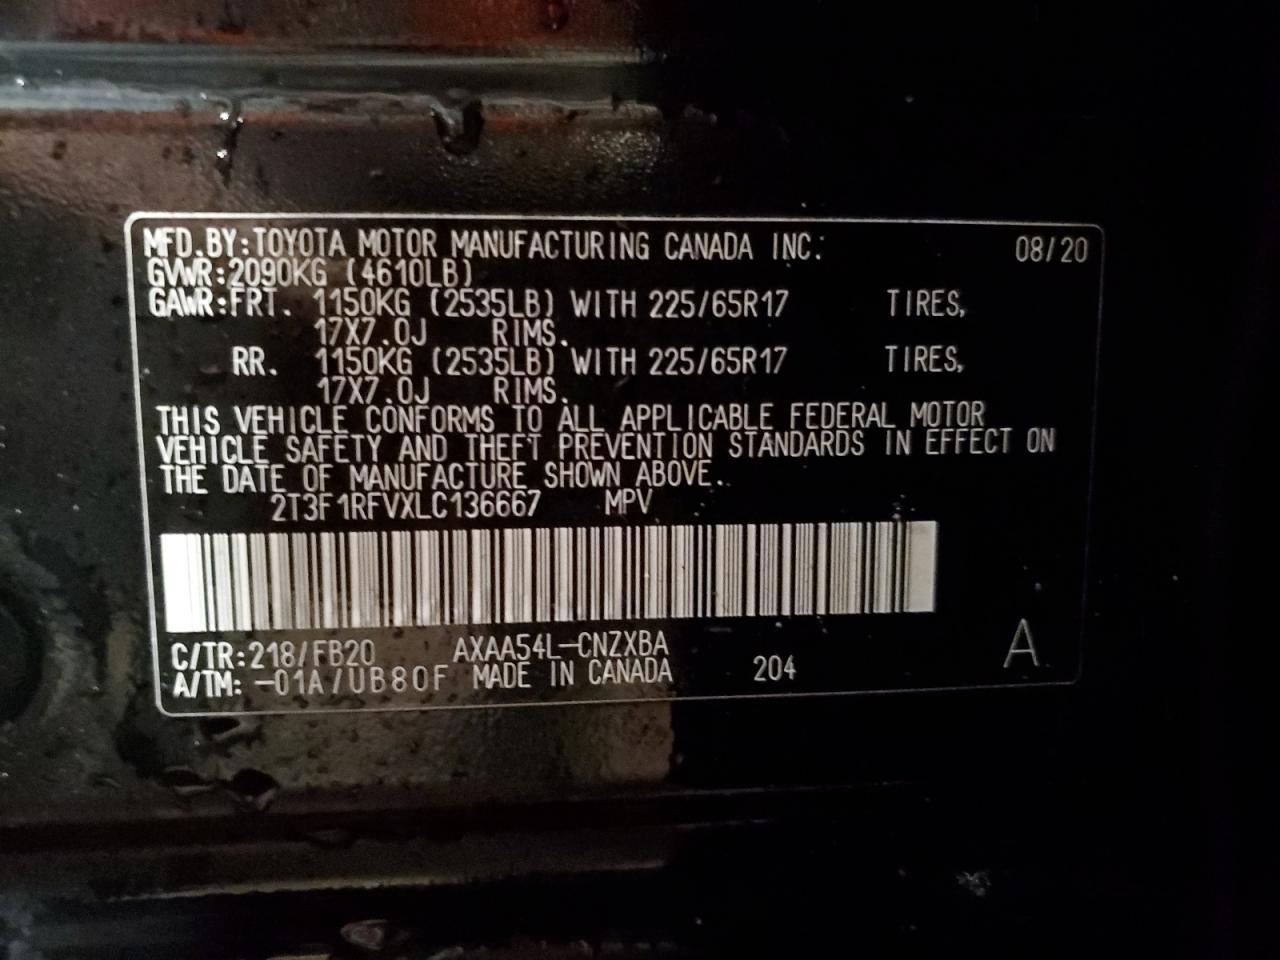 MFD.BY:TOYOTA MOTOR MANUFACTURING CANADA INC. 08/20
GVWR:2090KG (4610LB)
GAWR:FRT. 1150KG (2535LB) WITH 225/65R17 TIRES,
17X7.0J RIMS.
RR. 1150KG (2535LB) WITH 225/65R17 TIRES,
17X7.0J RIMS.
THIS VEHICLE CONFORMS TO ALL APPLICABLE FEDERAL MOTOR
VEHICLE SAFETY AND THEFT PREVENTION STANDARDS IN EFFECT ON
THE DATE OF MANUFACTURE SHOWN ABOVE.
2T3F1RFVXLC136667 MPV
C/TR:218/FB20 AXAA54L-CNZXBA
A/TM: -01A/UB80F MADE IN CANADA 204 A